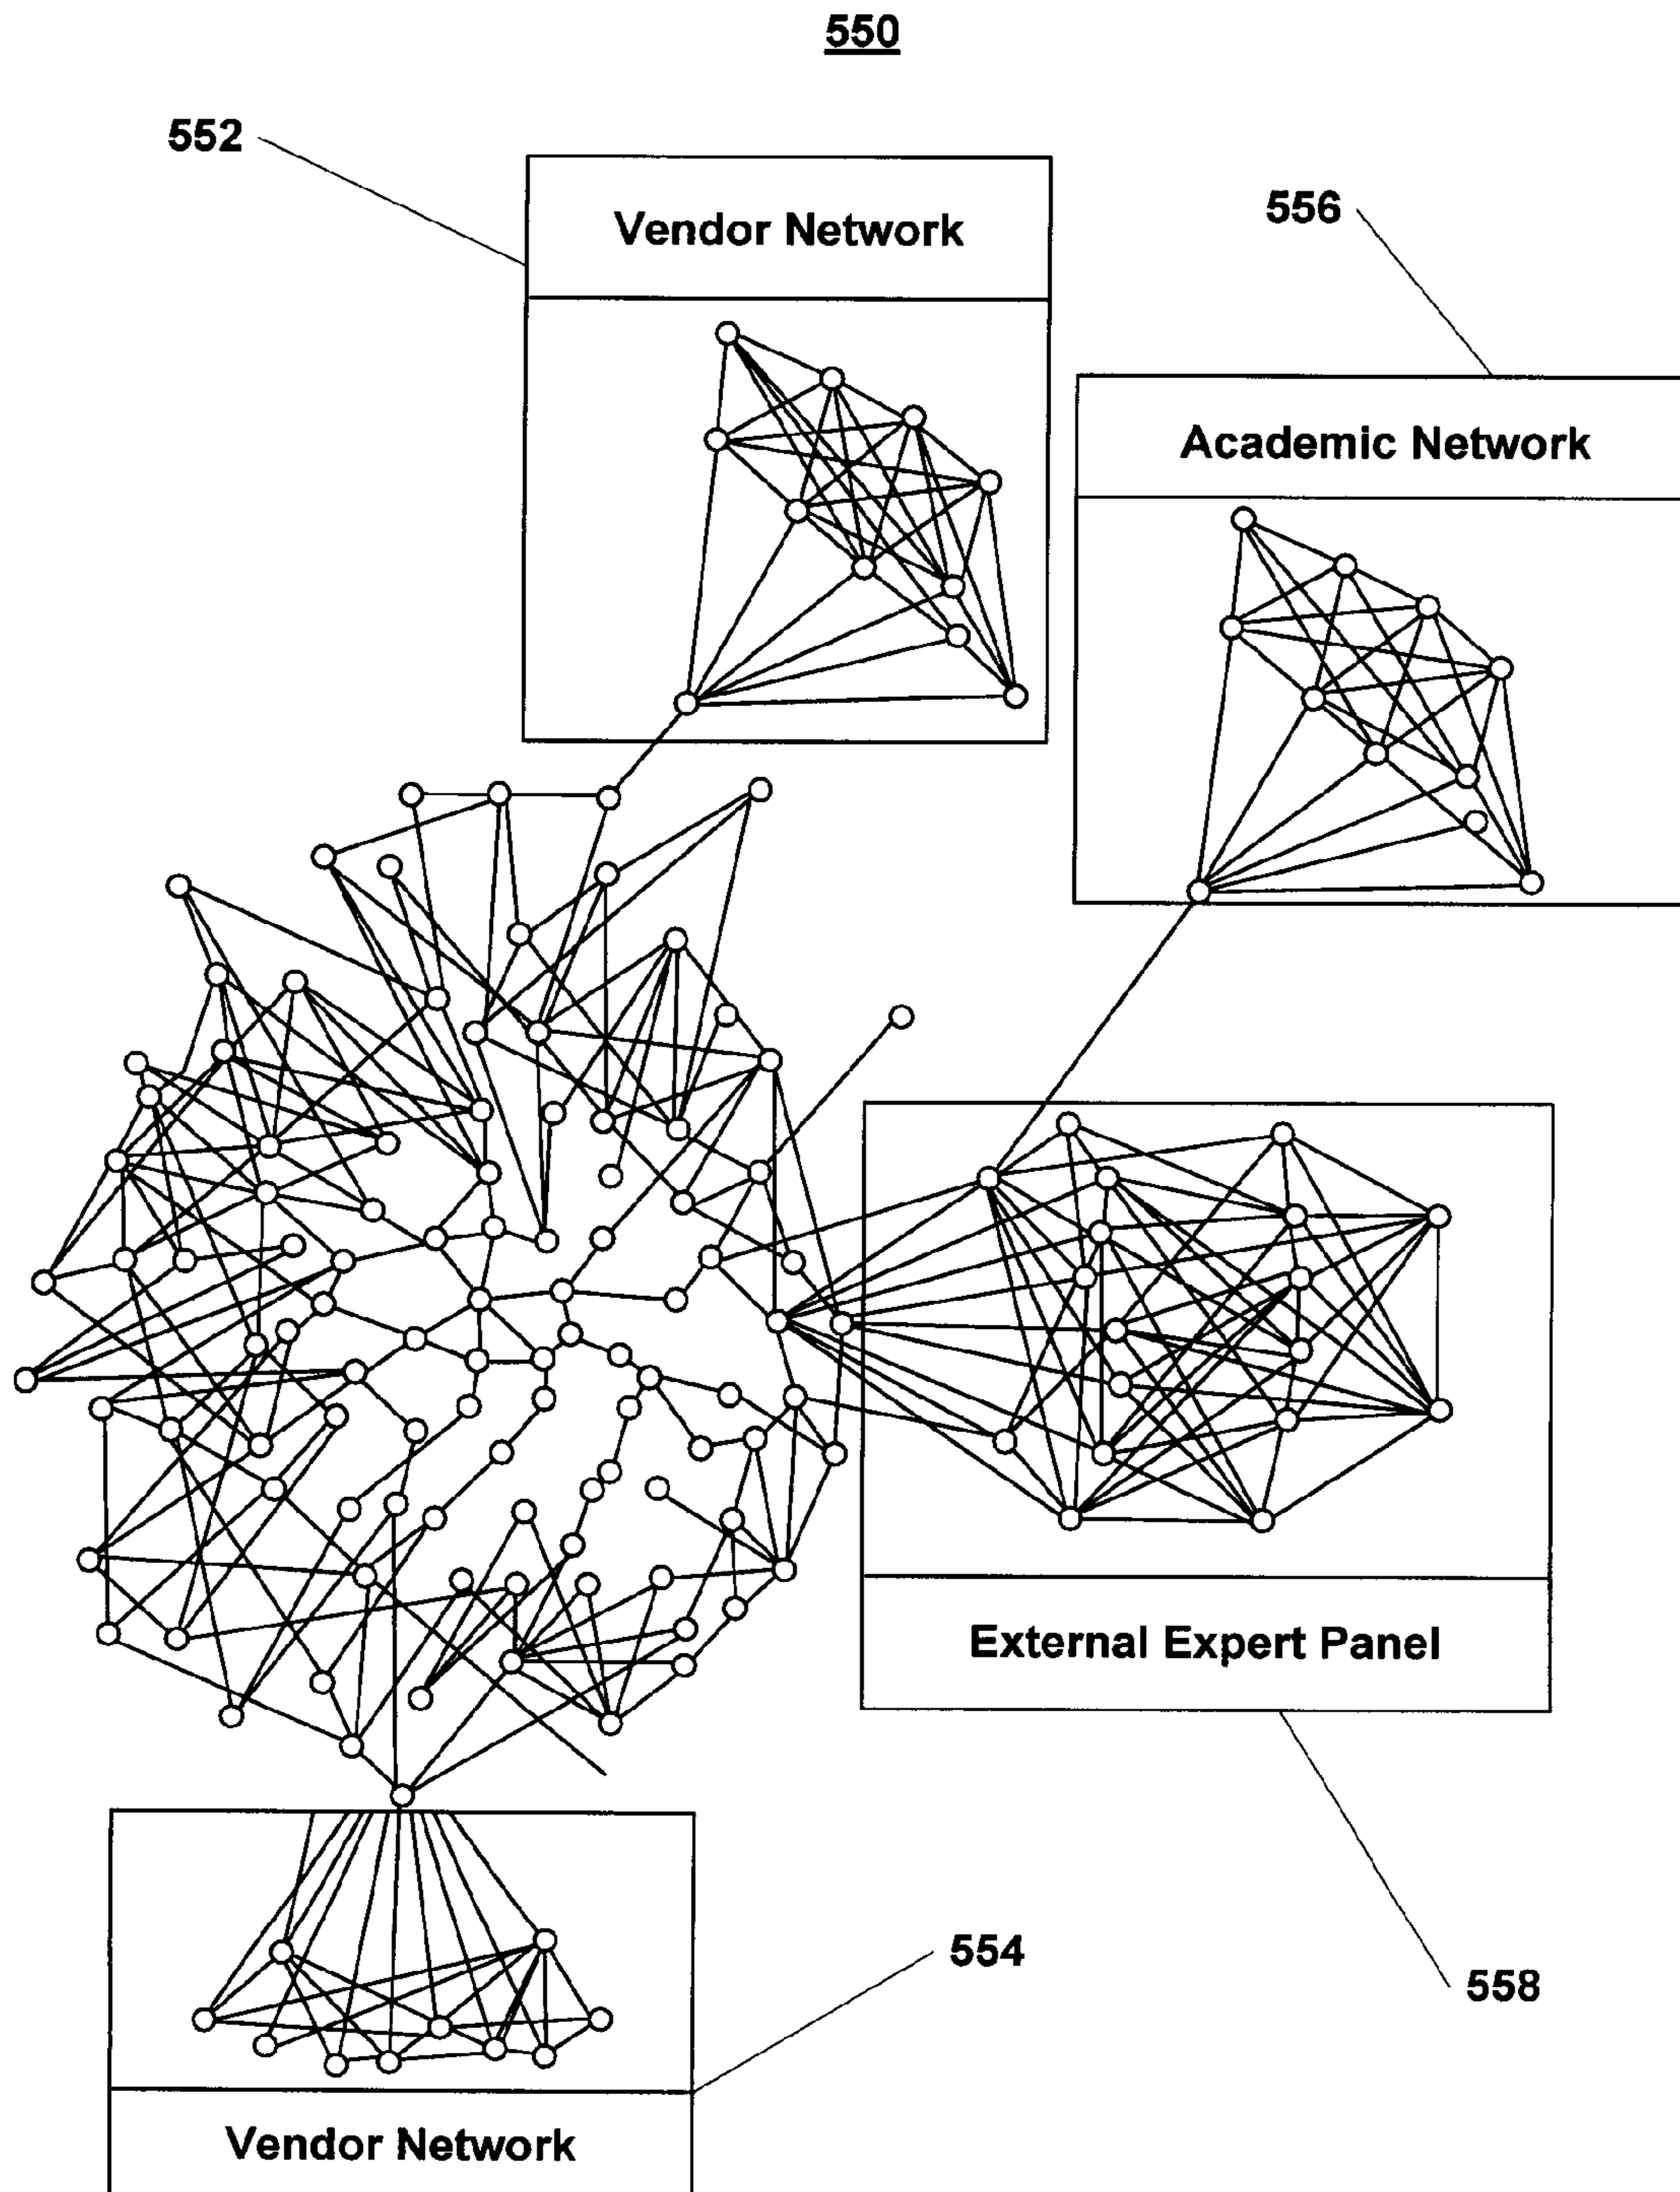 550
552
Vendor Network
556
Academic Network
External Expert Panel
554
558
Vendor Network